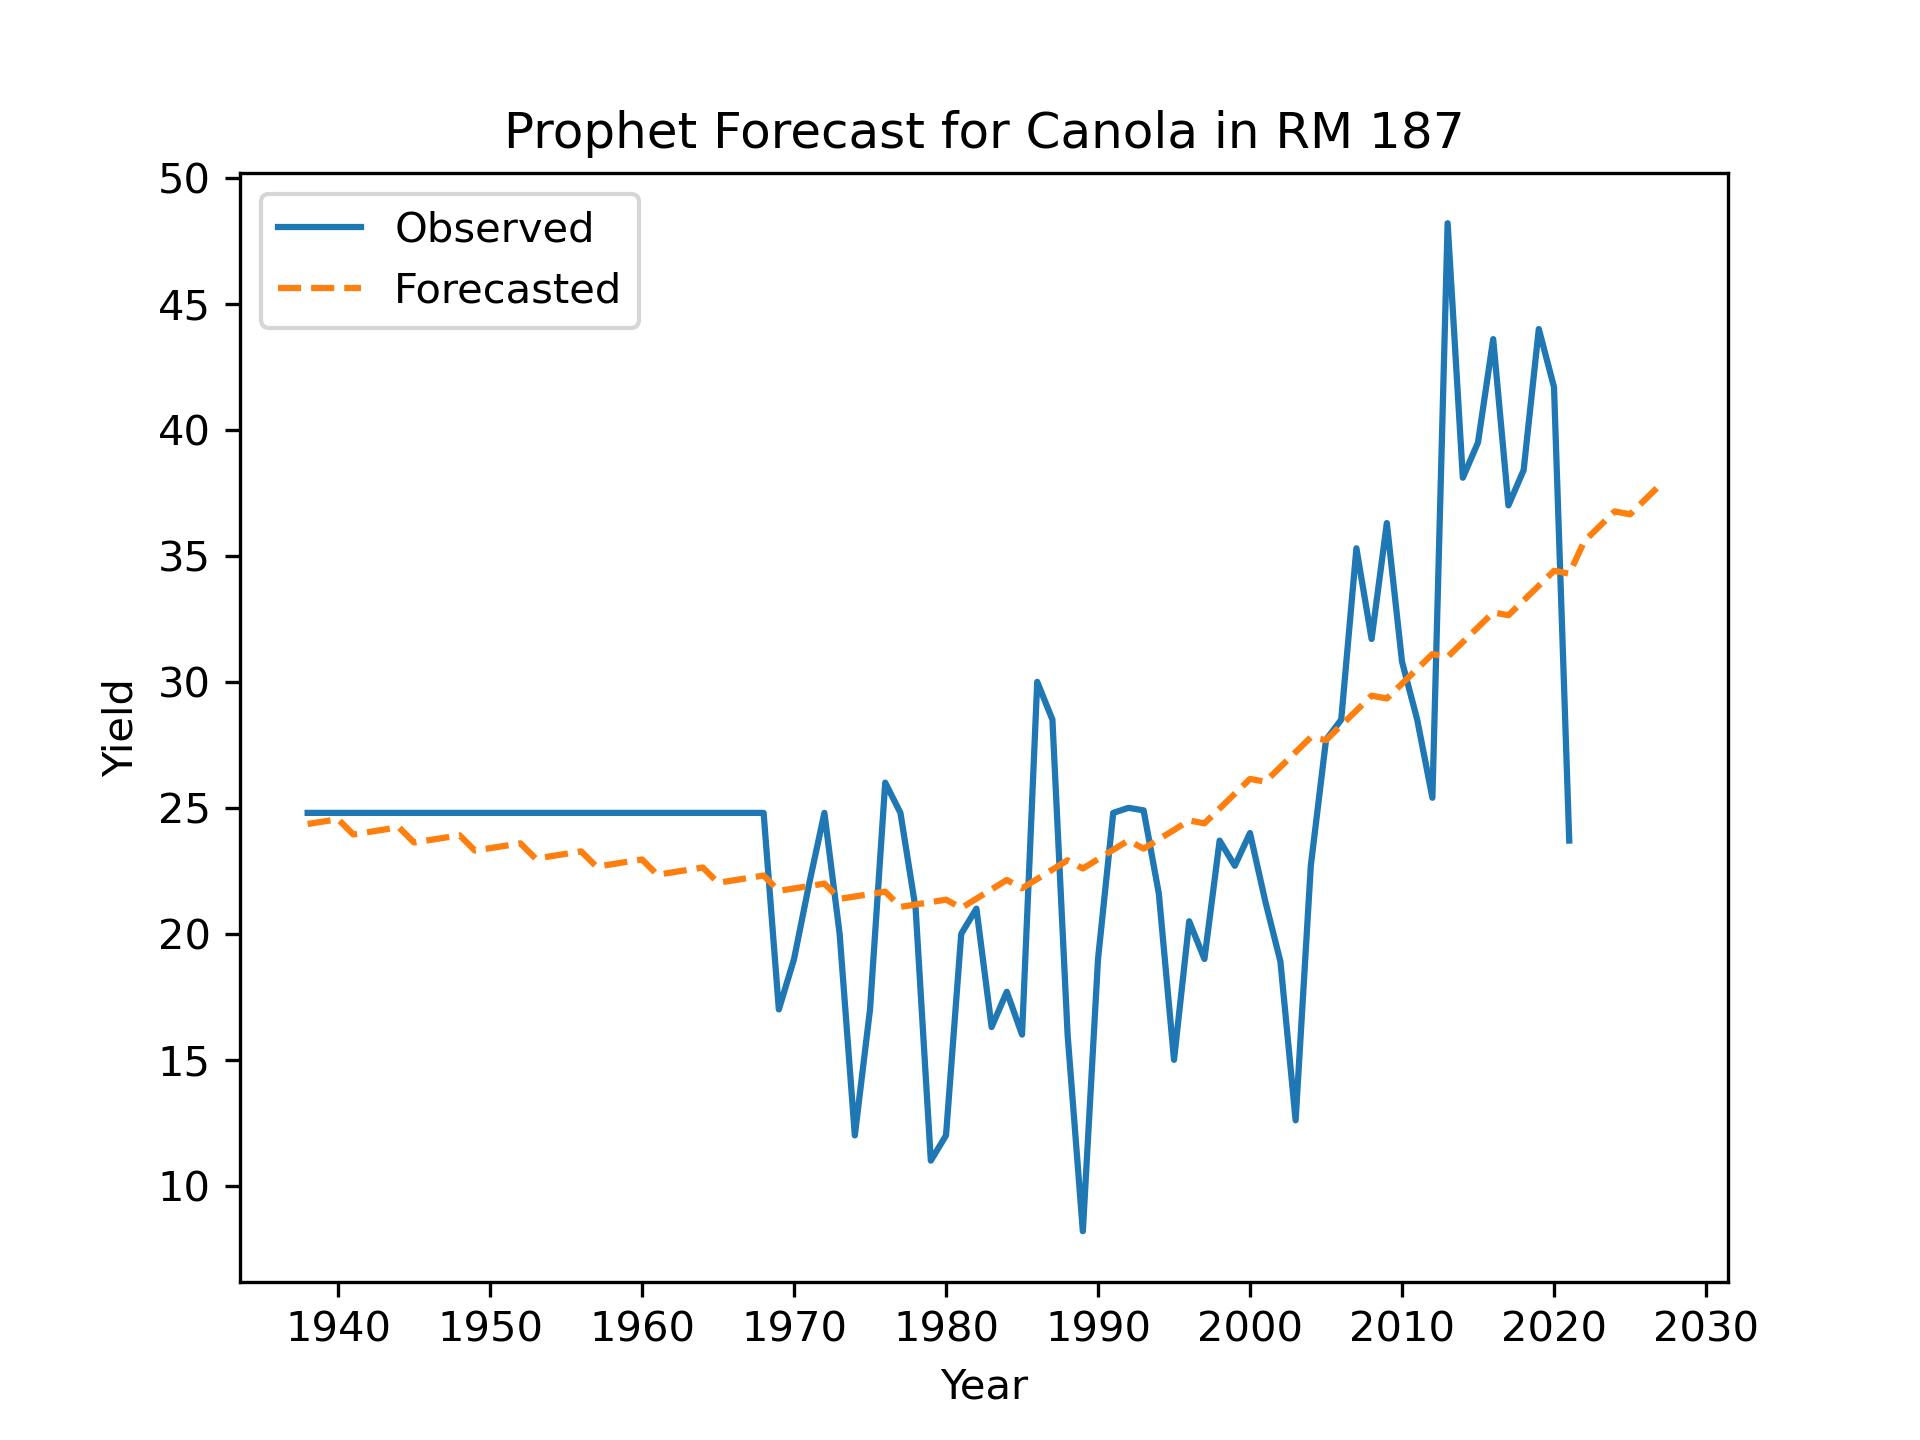 Prophet Forecast for Canola in RM 187
50
45
40
35
30
25
20
15
10
Yield
Observed
Forecasted
1940 1950 1960 1970 1980 1990 2000 2010 2020 2030
Year